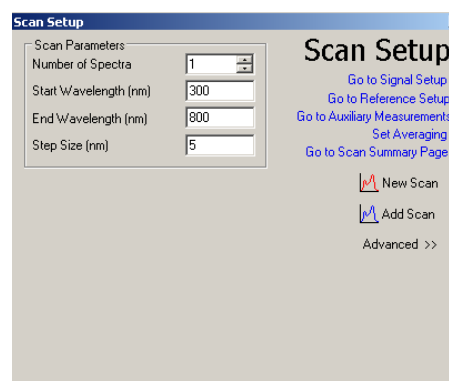 Scan Setup
Scan Parameters
Number of Spectra 1
Start Wavelength (nm) 300
End Wavelength (nm) 800
Step Size (nm) 5
Scan Setup
Go to Signal Setup
Go to Reference Setup
Go to Auxiliary Measurements
Set Averaging
Go to Scan Summary Page
New Scan
Add Scan
Advanced >>